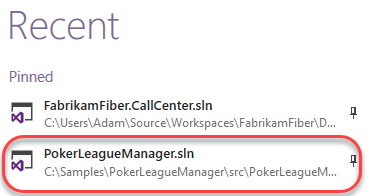 Recent
Pinned
FabrikamFiber.CallCenter.sln
C:\Users\Adam\Source\Workspaces\FabrikamFiber\D...
PokerLeagueManager.sln
C:\Samples\PokerLeagueManager\src\PokerLeagueM...